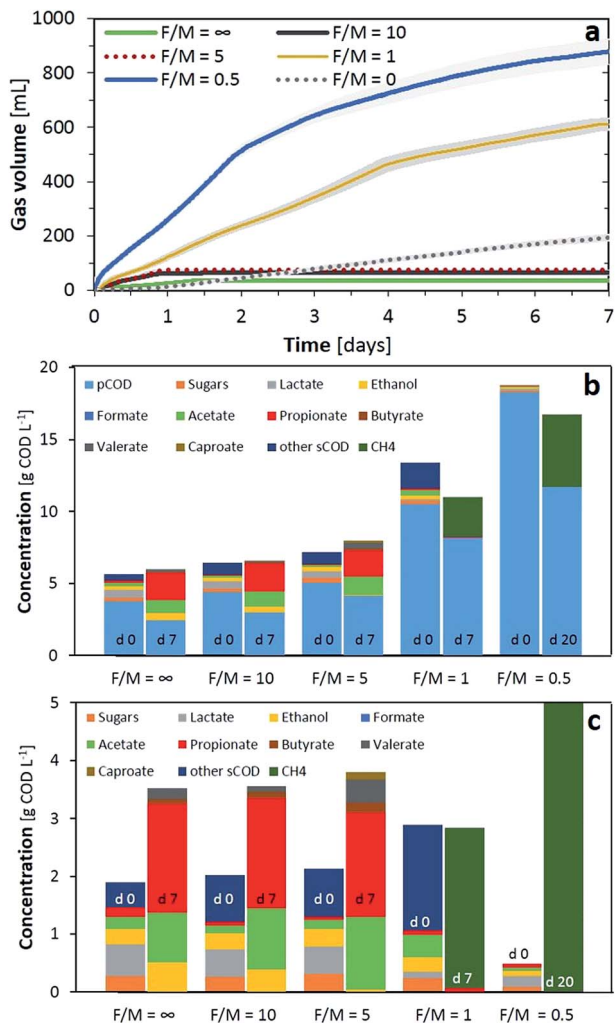 a
F/M = ∞ F/M = 10
F/M = 5 F/M = 1
F/M = 0.5 F/M = 0
1000
800
600
400
200
0
Gas volume [mL]
0 1 2 3 4 5 6 7
Time [days]
b
pCOD Sugars Lactate Ethanol
Formate Acetate Propionate Butyrate
Valerate Caproate other sCOD CH4
20
15
10
5
0
Concentration [g COD L⁻¹]
d 0 d 7 d 0 d 7 d 0 d 7 d 0 d 7 d 0 d 20
F/M = ∞ F/M = 10 F/M = 5 F/M = 1 F/M = 0.5
c
Sugars Lactate Ethanol Formate
Acetate Propionate Butyrate Valerate
Caproate other sCOD CH4
5
4
3
2
1
0
Concentration [g COD L⁻¹]
d 0 d 7 d 0 d 7 d 0 d 7 d 0 d 7 d 0 d 20
F/M = ∞ F/M = 10 F/M = 5 F/M = 1 F/M = 0.5